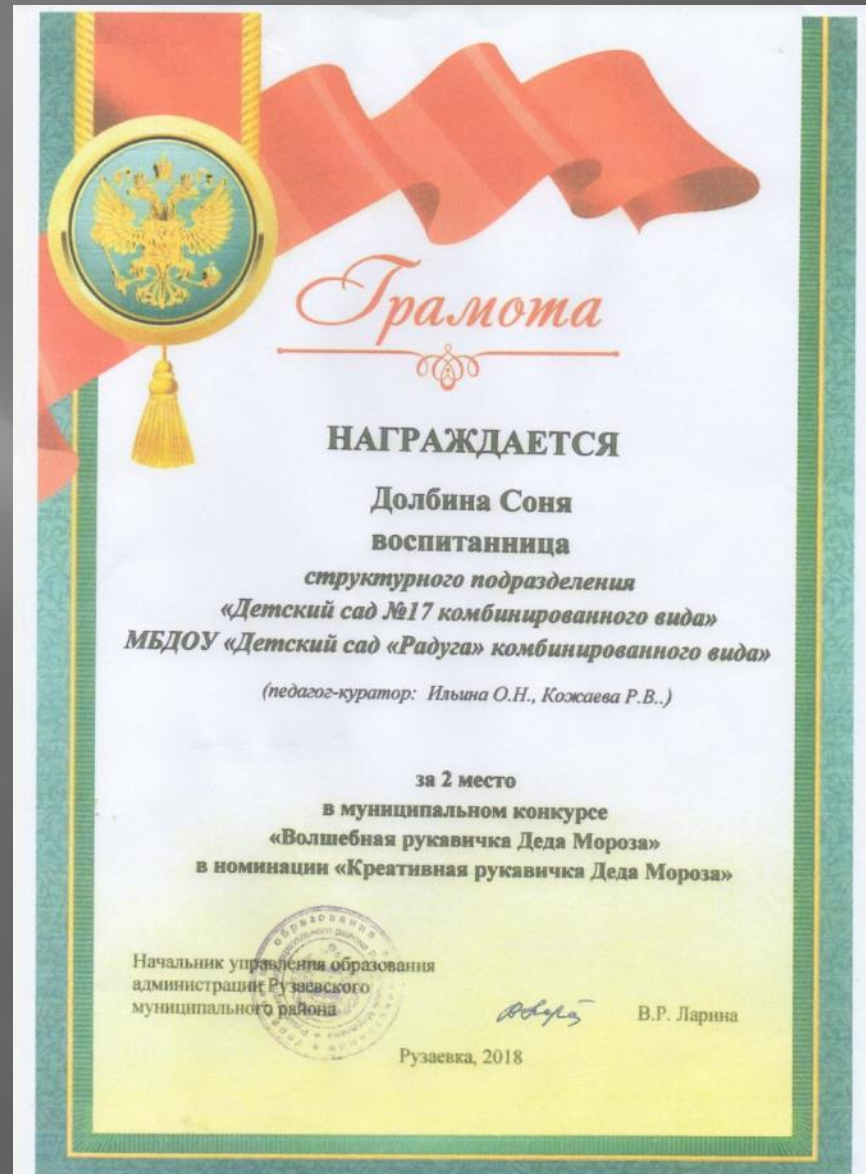 Грамота
НАГРАЖДАЕТСЯ
Долбина Соня
воспитанница
структурного подразделения
«Детский сад №17 комбинированного вида»
МБДОУ «Детский сад «Радуга» комбинированного вида»
(педагог-куратор: Ильина О.Н., Кожаева Р.В..)
за 2 место
в муниципальном конкурсе
«Волшебная рукавичка Деда Мороза»
в номинации «Креативная рукавичка Деда Мороза»
Начальник управления образования
администрации Рузаевского
муниципального района
В.Р. Ларина
Рузаевка, 2018